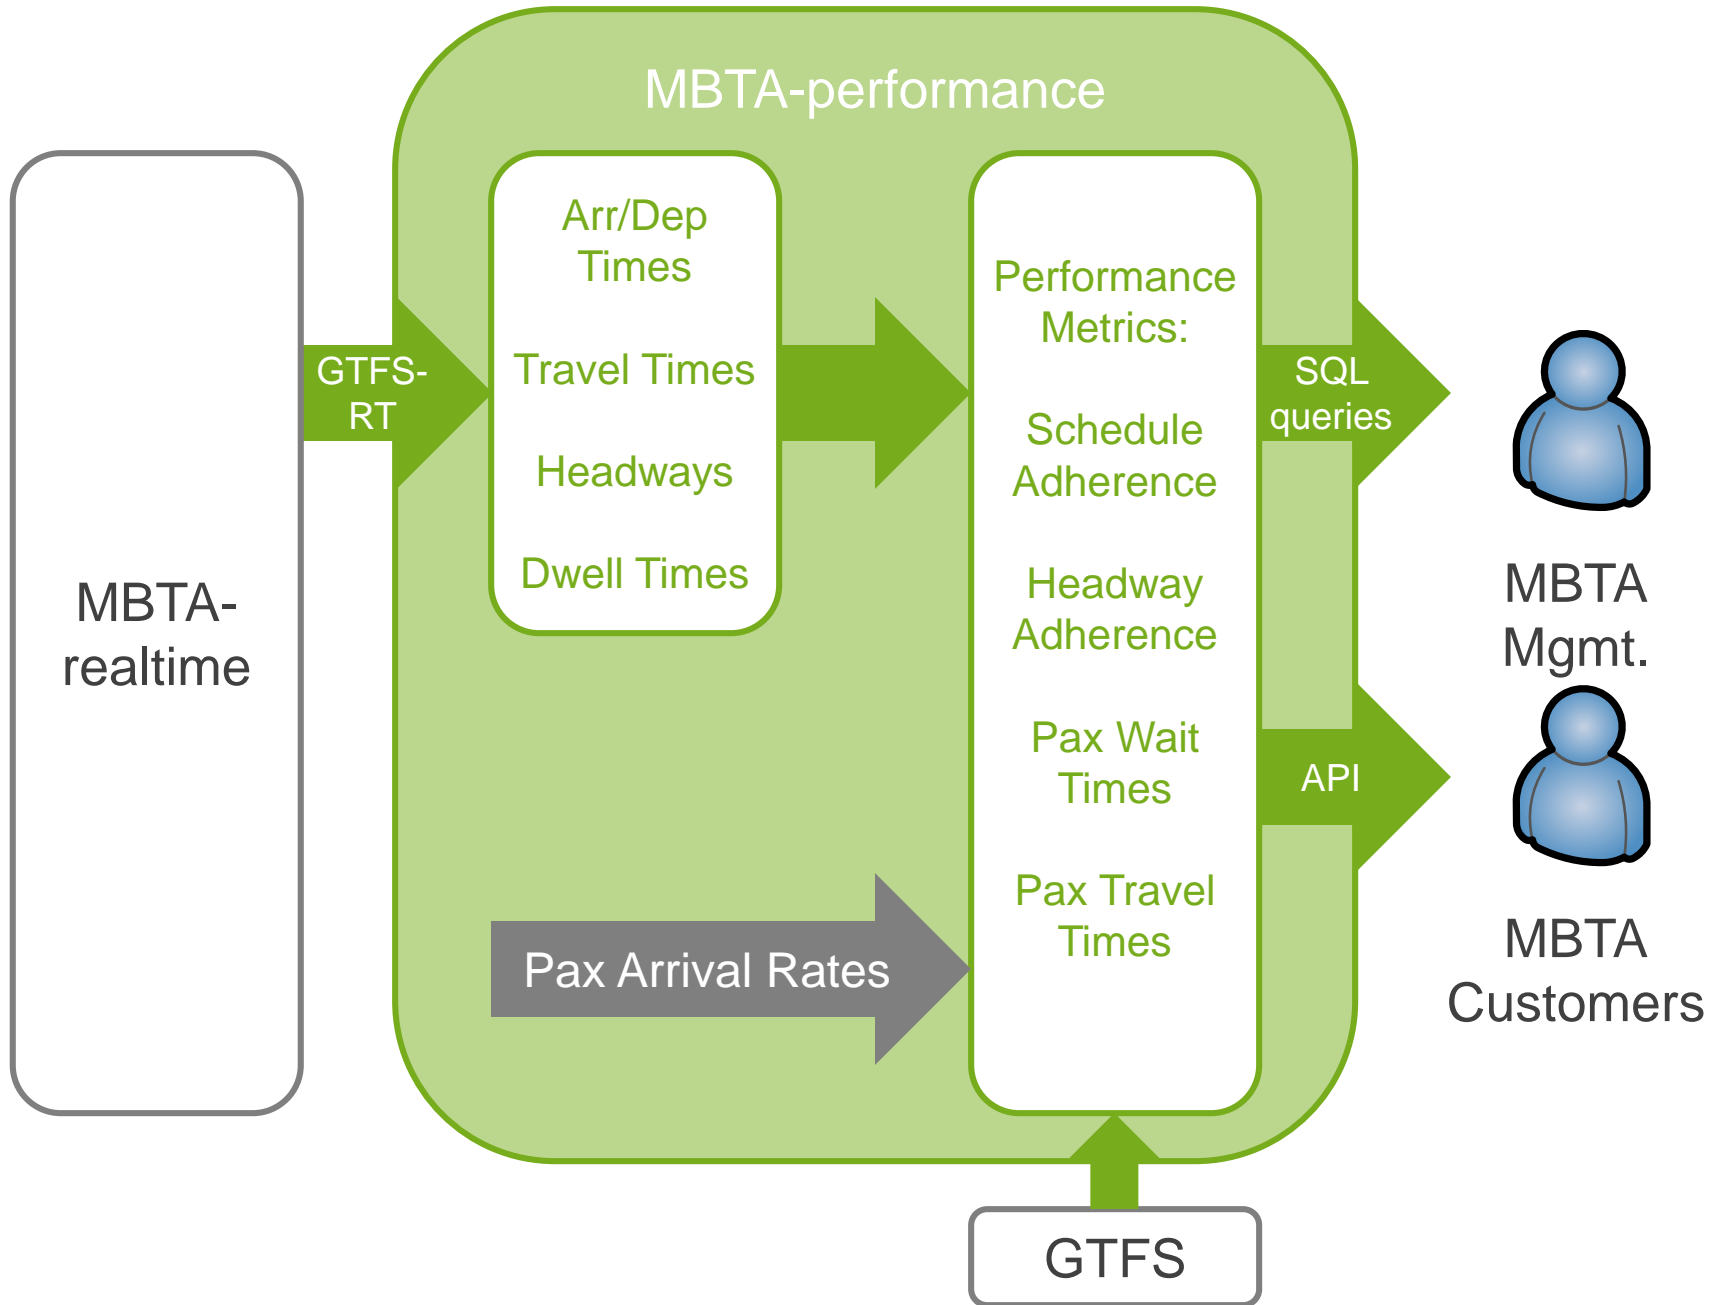 MBTA-performance
MBTA-
realtime
GTFS-
RT
Arr/Dep
Times
Travel Times
Headways
Dwell Times
Pax Arrival Rates
Performance
Metrics:
Schedule
Adherence
Headway
Adherence
Pax Wait
Times
Pax Travel
Times
SQL
queries
API
MBTA
Mgmt.
MBTA
Customers
GTFS